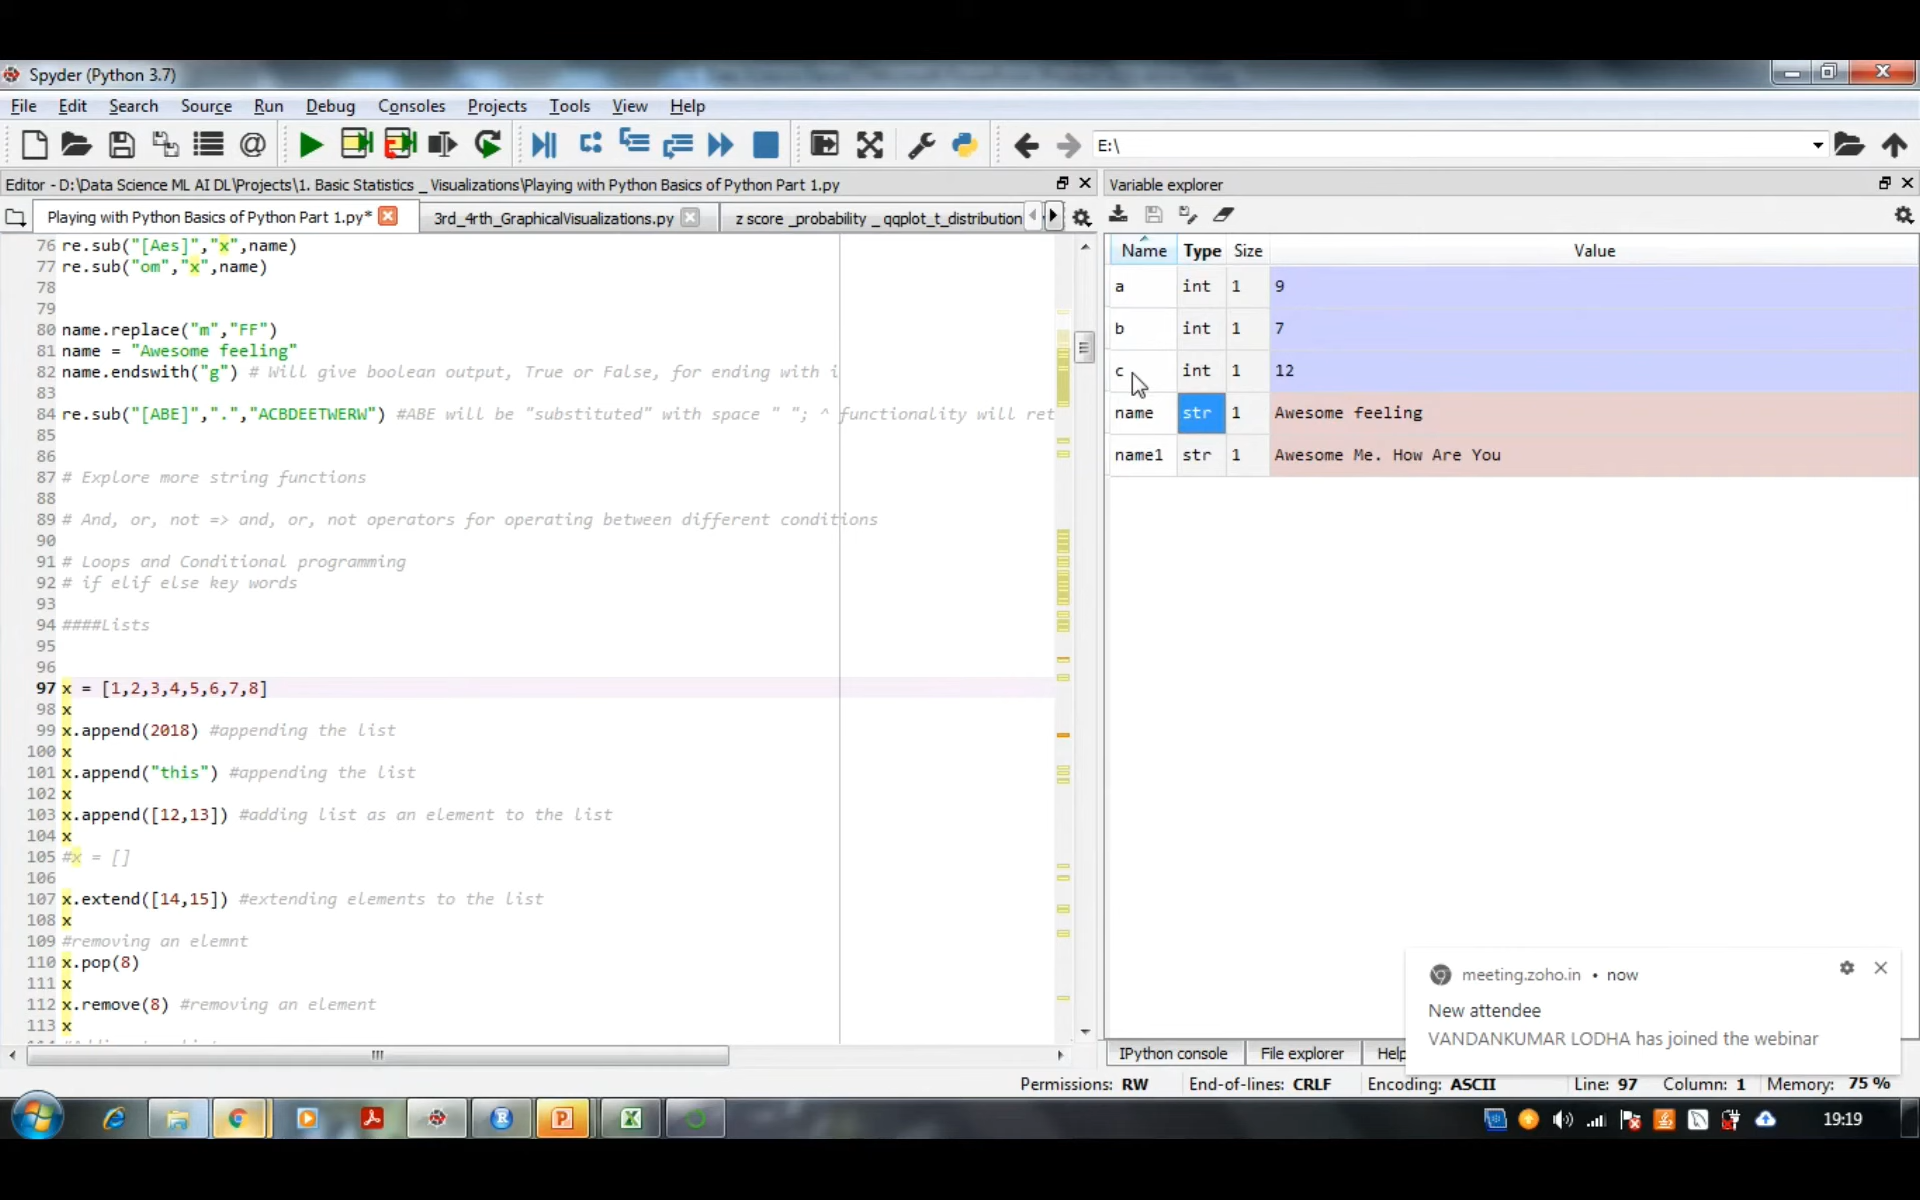 Spyder (Python 3.7)
File Edit Search Source Run Debug Consoles Projects Tools View Help
E:\
Editor - D:\Data Science ML AI DL\Projects\1. Basic Statistics _ Visualizations\Playing with Python Basics of Python Part 1.py
Playing with Python Basics of Python Part 1.py* 3rd_4rth_GraphicalVisualizations.py z score _probability _ qqplot_t_distribution
76 re.sub("[Aes]","x",name)
77 re.sub("om","x",name)
78
79
80 name.replace("m","FF")
81 name = "Awesome feeling"
82 name.endswith("g") # Will give boolean output, True or False, for ending with i
83
84 re.sub("[ABE]",".","ACBDEETWERW") #ABE will be "substituted" with space " "; ^ functionality will ret
85
86
87 # Explore more string functions
88
89 # And, or, not => and, or, not operators for operating between different conditions
90
91 # Loops and Conditional programming
92 # if elif else key words
93
94 ####Lists
95
96
97 x = [1,2,3,4,5,6,7,8]
98 x
99 x.append(2018) #appending the list
100 x
101 x.append("this") #appending the list
102 x
103 x.append([12,13]) #adding list as an element to the list
104 x
105 #x = []
106
107 x.extend([14,15]) #extending elements to the list
108 x
109 #removing an elemnt
110 x.pop(8)
111 x
112 x.remove(8) #removing an element
113 x
Variable explorer
Name Type Size Value
a int 1 9
b int 1 7
c int 1 12
name str 1 Awesome feeling
name1 str 1 Awesome Me. How Are You
meeting.zoho.in • now
New attendee
VANDANKUMAR LODHA has joined the webinar
IPython console File explorer Help
Permissions: RW End-of-lines: CRLF Encoding: ASCII Line: 97 Column: 1 Memory: 75 %
19:19